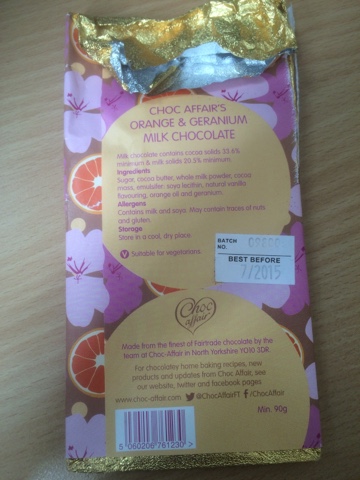 CHOC AFFAIR'S
ORANGE & GERANIUM
MILK CHOCOLATE
Milk chocolate contains cocoa solids 33.6%
minimum & milk solids 20.5% minimum.
Ingredients
Sugar, cocoa butter, whole milk powder, cocoa
mass, emulsifer: soya lecithin, natural vanilla
flavouring, orange oil and geranium.
Allergens
Contains milk and soya. May contain traces of nuts
and gluten.
Storage
Store in a cool, dry place.
V Suitable for vegetarians.
BATCH
NO.
BEST BEFORE
7/2015
Choc
affair
Made from the finest of Fairtrade chocolate by the
team at Choc-Affair in North Yorkshire YO10 3DR.
For chocolatey home baking recipes, new
products and updates from Choc Affair, see
our website, twitter and facebook pages
www.choc-affair.com @ChocAffairFT f /ChocAffair
Min. 90g
5 060206 761230 >